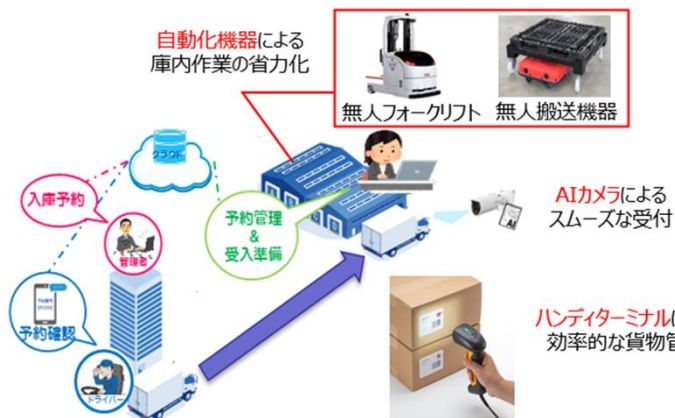 自動化機器による
庫内作業の省力化
無人フォークリフト
無人搬送機器
クラウド
入庫予約
管理者
予約管理
&
受入準備
AIカメラによる
スムーズな受付
予約確認
ドライバー
ハンディターミナルに
効率的な貨物管